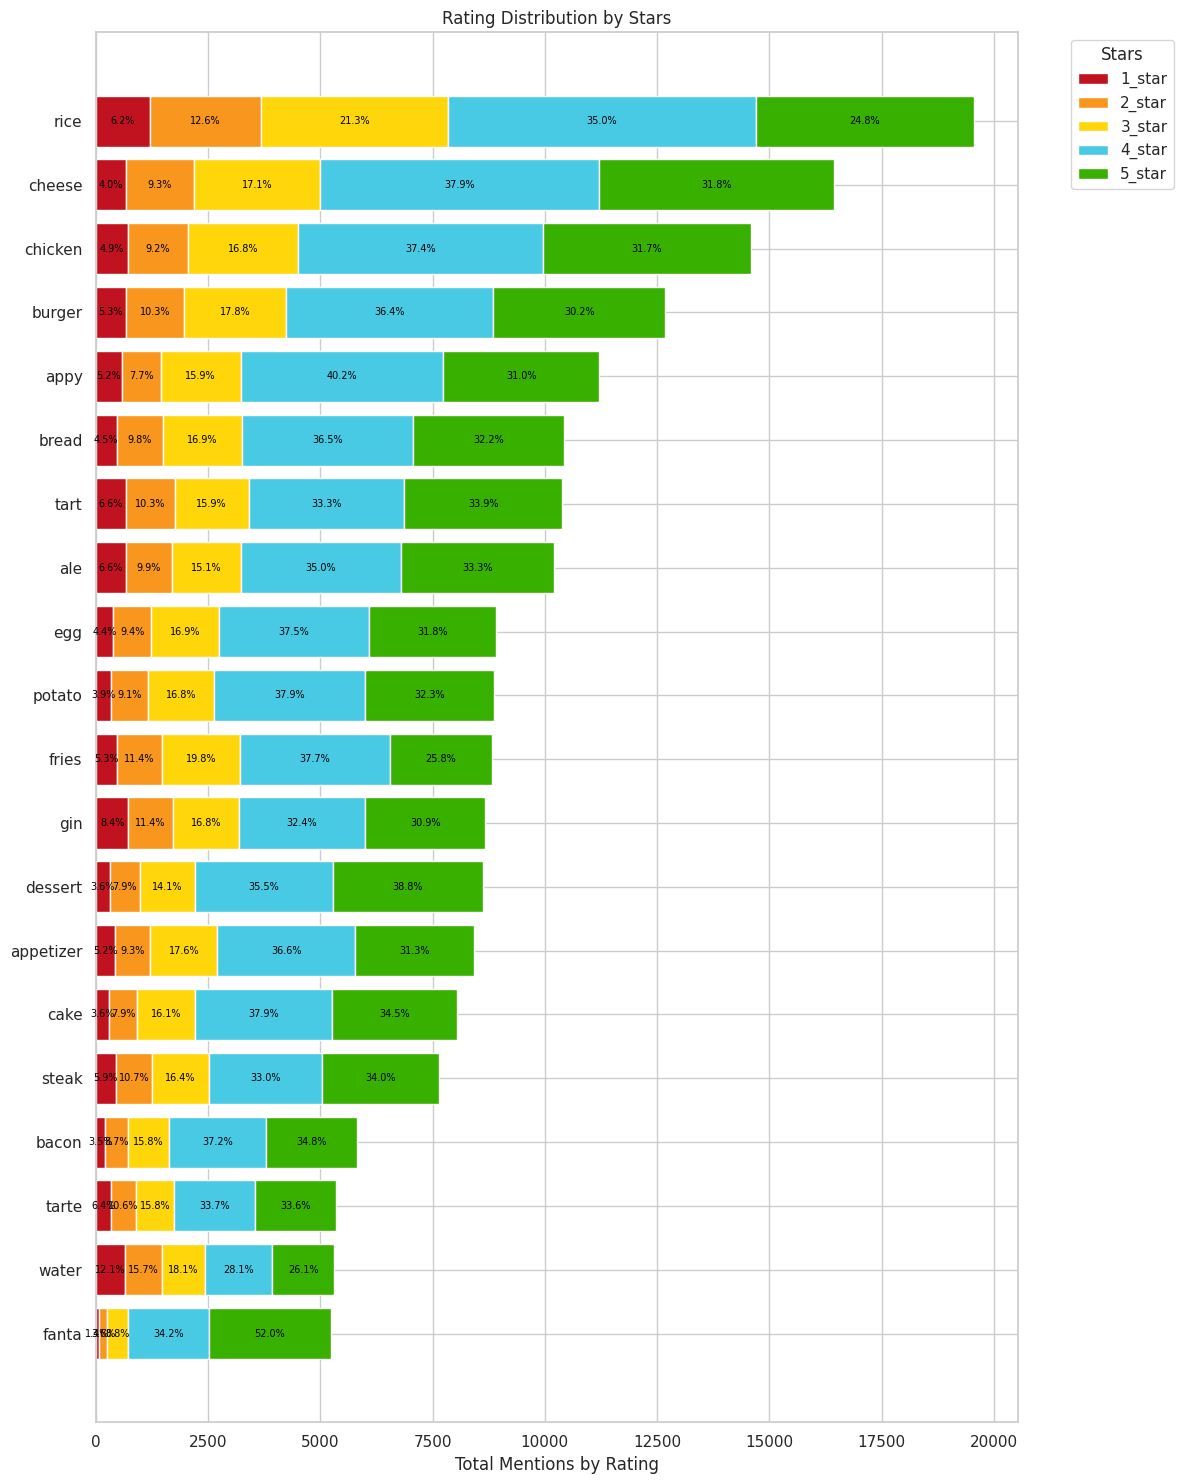 Rating Distribution by Stars
Stars
1_star
2_star
3_star
4_star
5_star
rice 6.2% 12.6% 21.3% 35.0% 24.8%
cheese 4.0% 9.3% 17.1% 37.9% 31.8%
chicken 4.9% 9.2% 16.8% 37.4% 31.7%
burger 5.3% 10.3% 17.8% 36.4% 30.2%
appy 5.2% 7.7% 15.9% 40.2% 31.0%
bread 4.5% 9.8% 16.9% 36.5% 32.2%
tart 6.6% 10.3% 15.9% 33.3% 33.9%
ale 6.6% 9.9% 15.1% 35.0% 33.3%
egg 4.4% 9.4% 16.9% 37.5% 31.8%
potato 3.9% 9.1% 16.8% 37.9% 32.3%
fries 5.3% 11.4% 19.8% 37.7% 25.8%
gin 8.4% 11.4% 16.8% 32.4% 30.9%
dessert 3.6% 7.9% 14.1% 35.5% 38.8%
appetizer 5.2% 9.3% 17.6% 36.6% 31.3%
cake 3.6% 7.9% 16.1% 37.9% 34.5%
steak 5.9% 10.7% 16.4% 33.0% 34.0%
bacon 3.5% 15.8% 37.2% 34.8%
tarte 6.4% 10.6% 15.8% 33.7% 33.6%
water 12.1% 15.7% 18.1% 28.1% 26.1%
fanta 34.2% 52.0%
0 2500 5000 7500 10000 12500 15000 17500 20000
Total Mentions by Rating